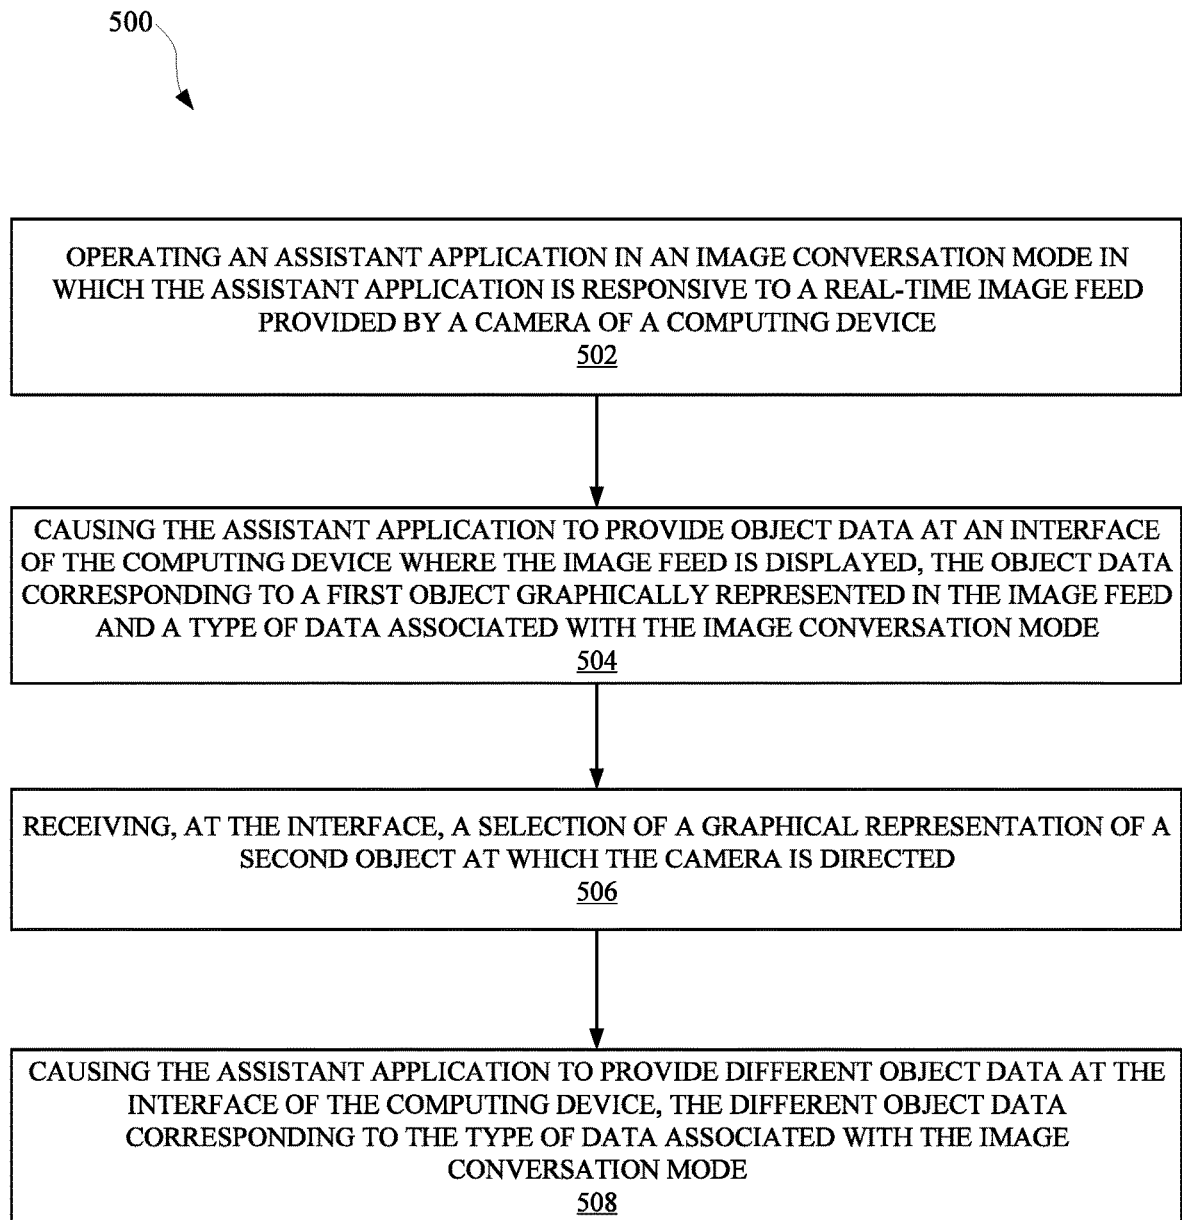 500
OPERATING AN ASSISTANT APPLICATION IN AN IMAGE CONVERSATION MODE IN
WHICH THE ASSISTANT APPLICATION IS RESPONSIVE TO A REAL-TIME IMAGE FEED
PROVIDED BY A CAMERA OF A COMPUTING DEVICE
502
CAUSING THE ASSISTANT APPLICATION TO PROVIDE OBJECT DATA AT AN INTERFACE
OF THE COMPUTING DEVICE WHERE THE IMAGE FEED IS DISPLAYED, THE OBJECT DATA
CORRESPONDING TO A FIRST OBJECT GRAPHICALLY REPRESENTED IN THE IMAGE FEED
AND A TYPE OF DATA ASSOCIATED WITH THE IMAGE CONVERSATION MODE
504
RECEIVING, AT THE INTERFACE, A SELECTION OF A GRAPHICAL REPRESENTATION OF A
SECOND OBJECT AT WHICH THE CAMERA IS DIRECTED
506
CAUSING THE ASSISTANT APPLICATION TO PROVIDE DIFFERENT OBJECT DATA AT THE
INTERFACE OF THE COMPUTING DEVICE, THE DIFFERENT OBJECT DATA
CORRESPONDING TO THE TYPE OF DATA ASSOCIATED WITH THE IMAGE
CONVERSATION MODE
508